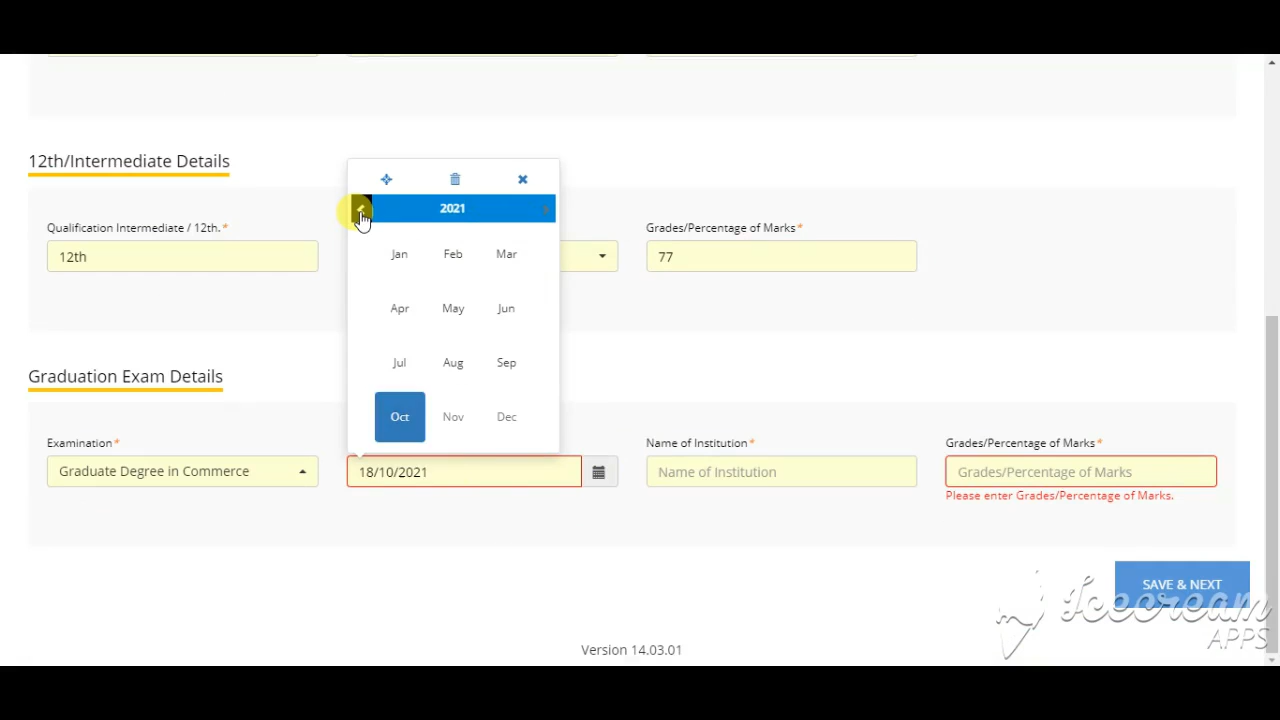 12th/Intermediate Details
2021
Qualification Intermediate / 12th.*
Grades/Percentage of Marks*
Jan Feb Mar
12th
77
Apr May Jun
Jul Aug Sep
Graduation Exam Details
Oct Nov Dec
Examination*
Name of Institution*
Grades/Percentage of Marks*
Graduate Degree in Commerce
18/10/2021
Name of Institution
Grades/Percentage of Marks
Please enter Grades/Percentage of Marks.
SAVE & NEXT
Icecream
APPS
Version 14.03.01